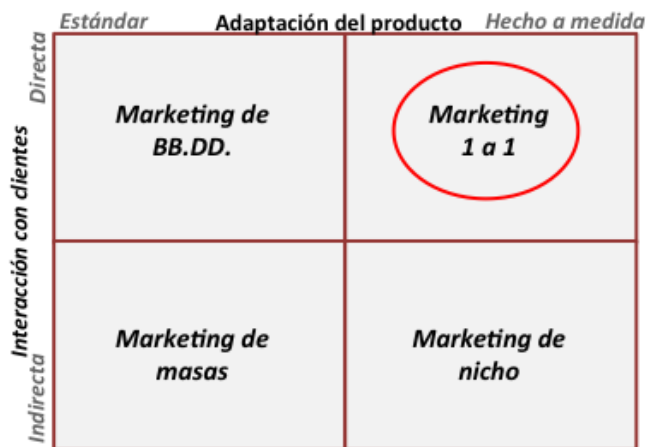 Estándar Adaptación del producto Hecho a medida
Directa
Interacción con clientes
Indirecta
Marketing de
BB.DD.
Marketing
1 a 1
Marketing de
masas
Marketing de
nicho